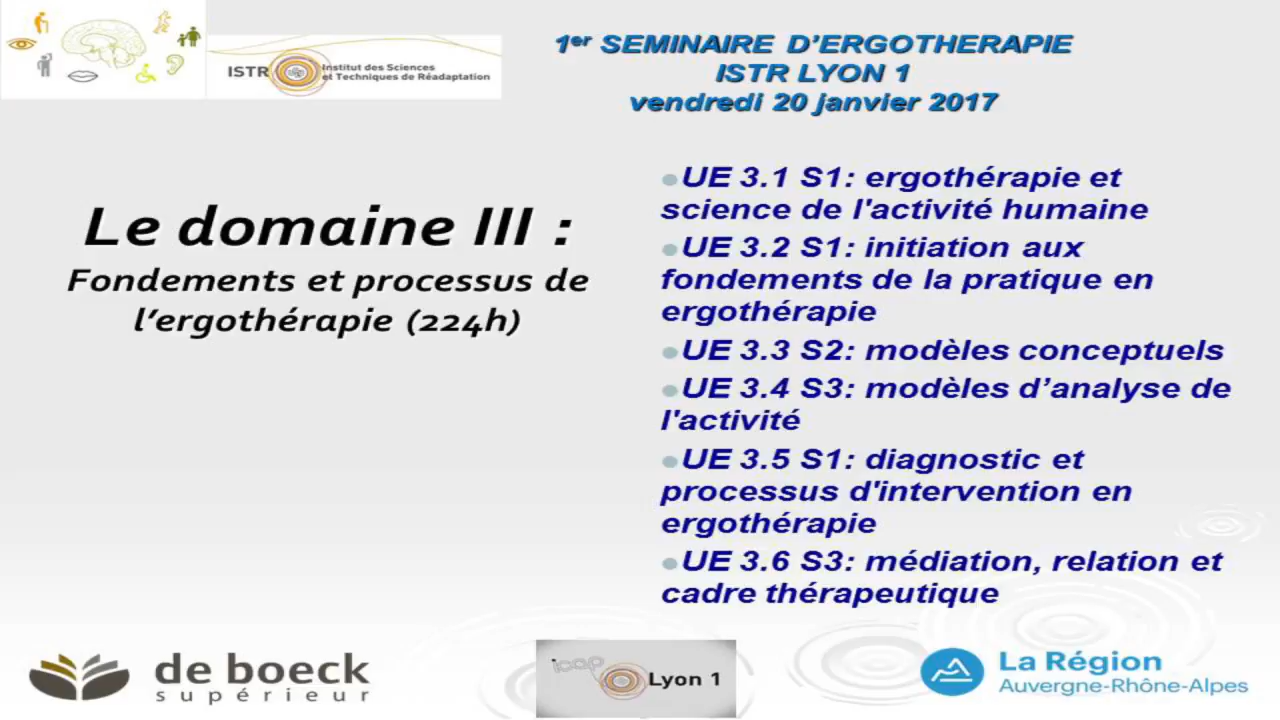 ISTR
Institut des Sciences
et Techniques de Réadaptation
1er SEMINAIRE D'ERGOTHERAPIE
ISTR LYON 1
vendredi 20 janvier 2017
Le domaine III :
Fondements et processus de
l’ergothérapie (224h)
UE 3.1 S1: ergothérapie et
science de l'activité humaine
UE 3.2 S1: initiation aux
fondements de la pratique en
ergothérapie
UE 3.3 S2: modèles conceptuels
UE 3.4 S3: modèles d’analyse de
l'activité
UE 3.5 S1: diagnostic et
processus d'intervention en
ergothérapie
UE 3.6 S3: médiation, relation et
cadre thérapeutique
de boeck
supérieur
icap
Lyon 1
La Région
Auvergne-Rhône-Alpes